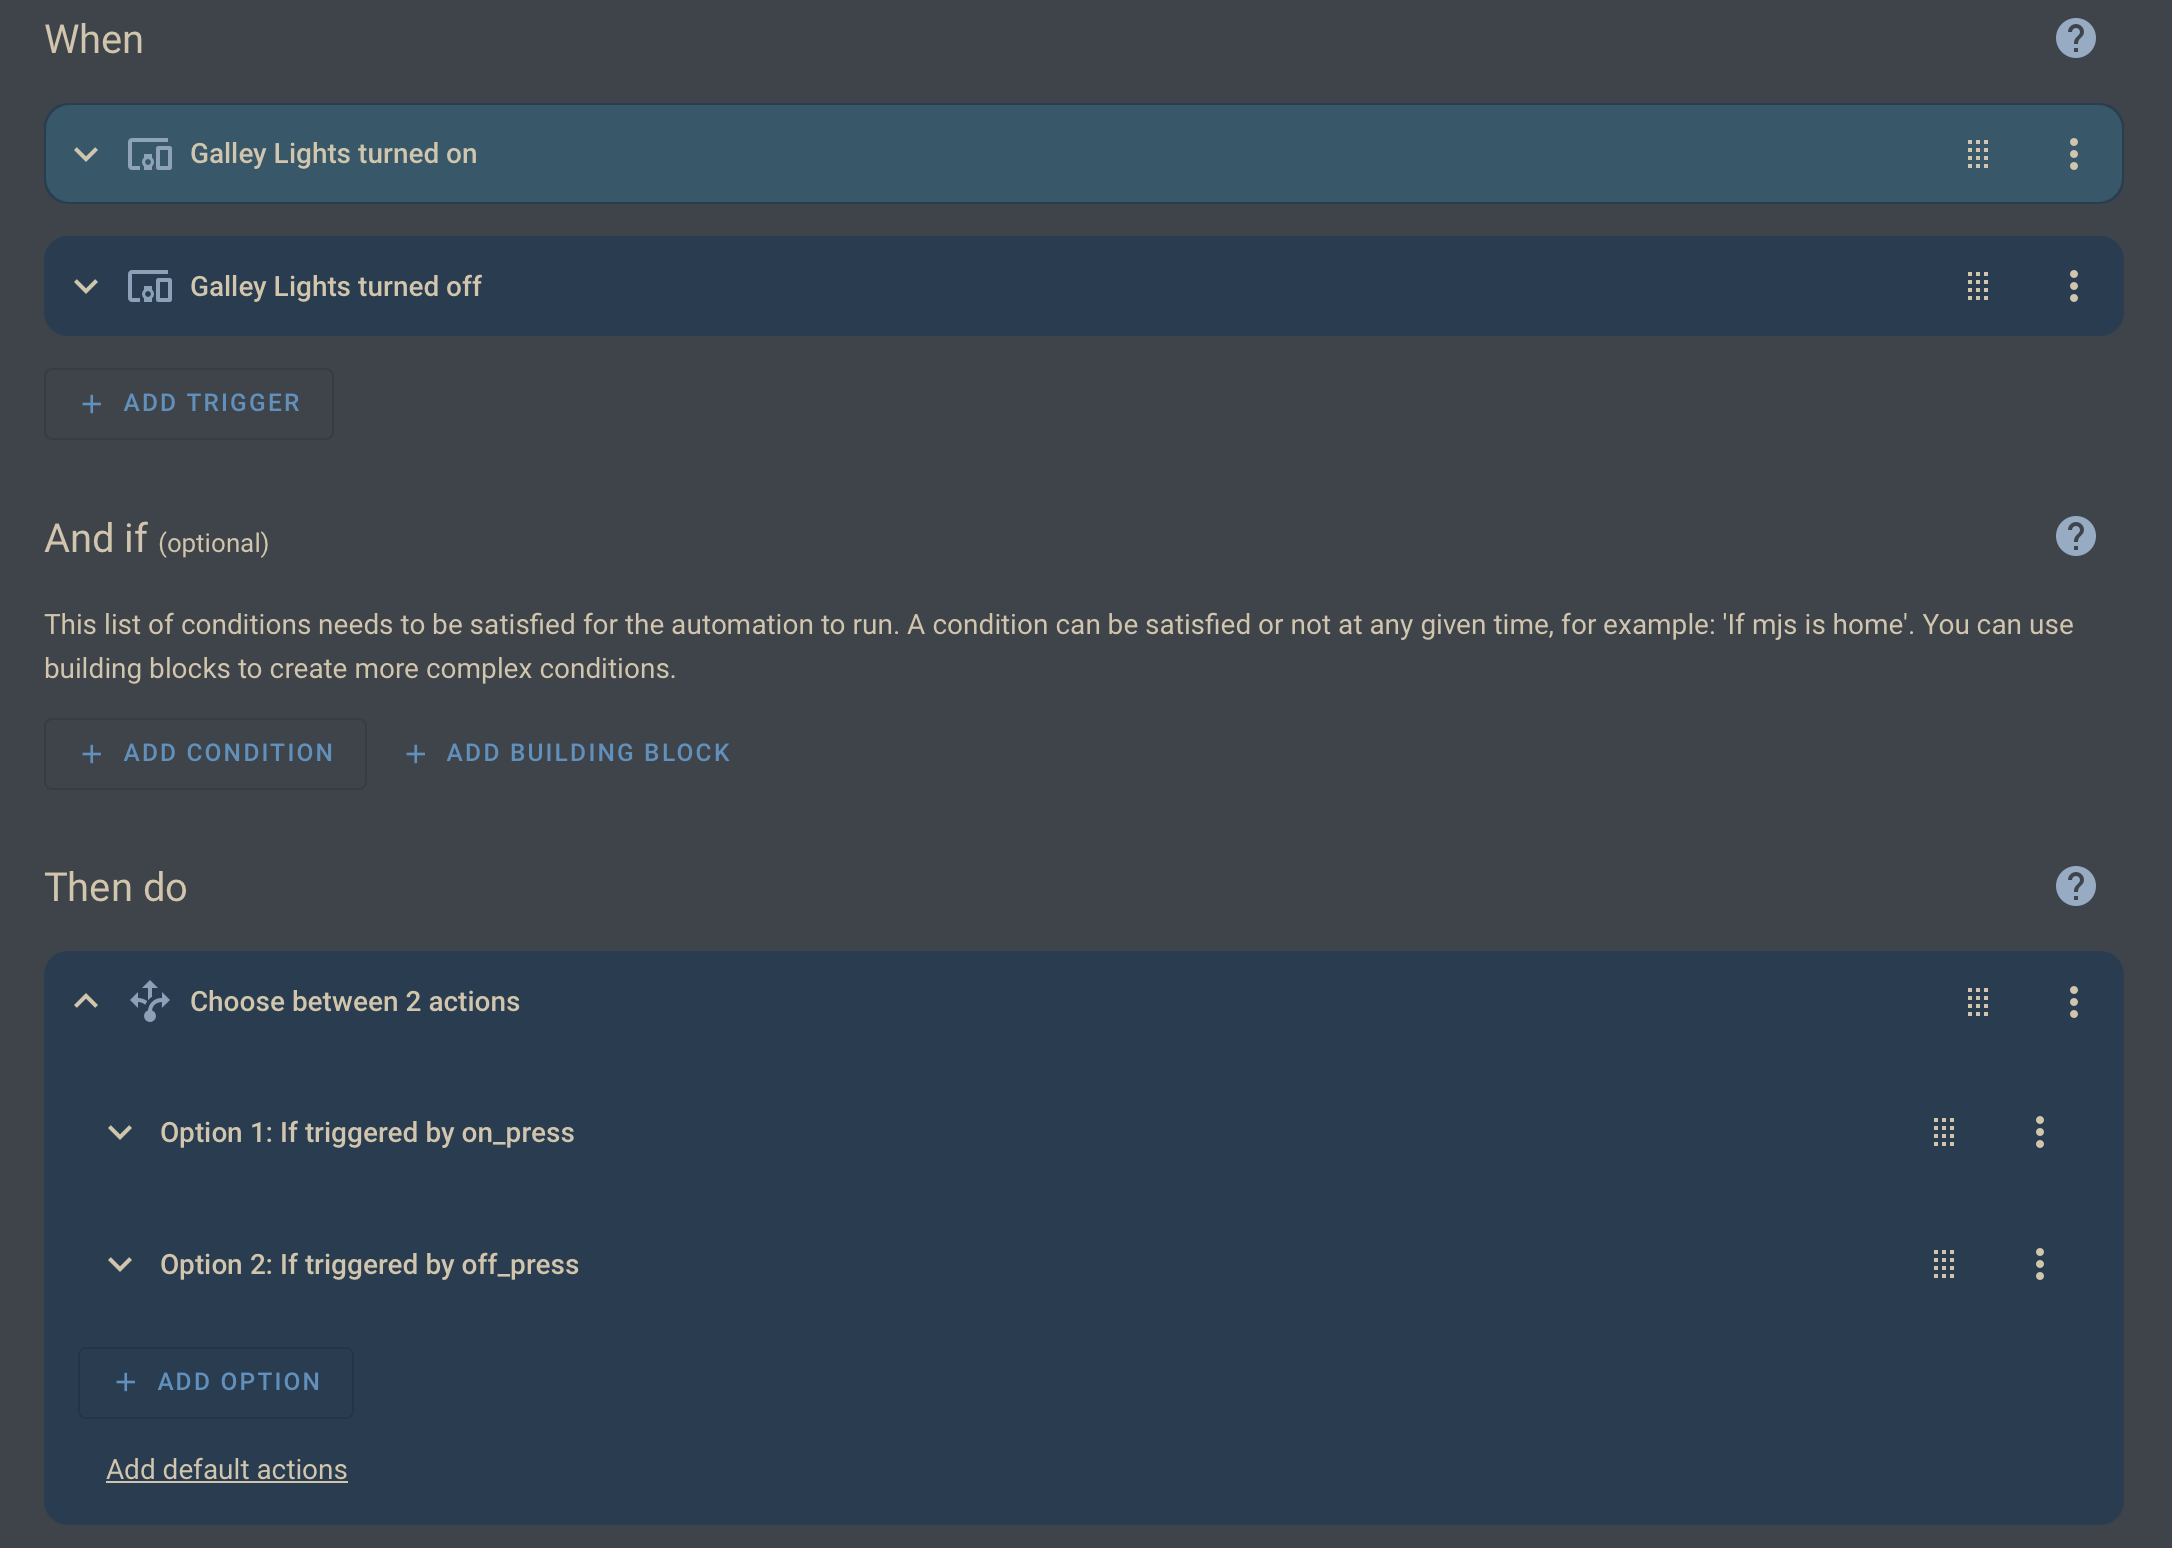 When
Galley Lights turned on
Galley Lights turned off
ADD TRIGGER
And if (optional)
This list of conditions needs to be satisfied for the automation to run. A condition can be satisfied or not at any given time, for example: 'If mjs is home'. You can use
building blocks to create more complex conditions.
ADD CONDITION ADD BUILDING BLOCK
Then do
Choose between 2 actions
Option 1: If triggered by on_press
Option 2: If triggered by off_press
ADD OPTION
Add default actions